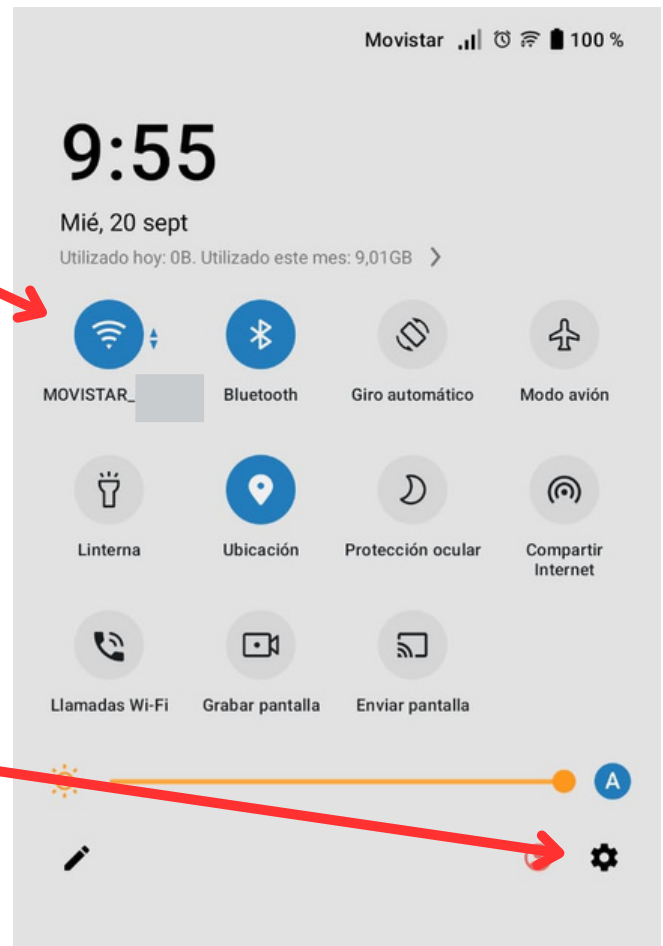 Movistar 100 %
9:55
Mié, 20 sept
Utilizado hoy: 0B. Utilizado este mes: 9,01GB
MOVISTAR_ Bluetooth Giro automático Modo avión
Linterna Ubicación Protección ocular Compartir
Internet
Llamadas Wi-Fi Grabar pantalla Enviar pantalla
A